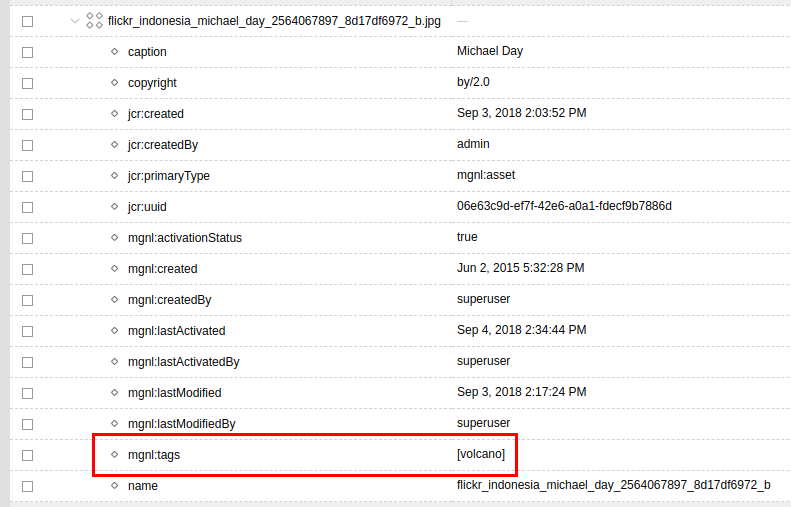 flickr_indonesia_michael_day_2564067897_8d17df6972_b.jpg —
caption Michael Day
copyright by/2.0
jcr:created Sep 3, 2018 2:03:52 PM
jcr:createdBy admin
jcr:primaryType mgnl:asset
jcr:uuid 06e63c9d-ef7f-42e6-a0a1-fdecf9b7886d
mgnl:activationStatus true
mgnl:created Jun 2, 2015 5:32:28 PM
mgnl:createdBy superuser
mgnl:lastActivated Sep 4, 2018 2:34:44 PM
mgnl:lastActivatedBy superuser
mgnl:lastModified Sep 3, 2018 2:17:24 PM
mgnl:lastModifiedBy superuser
mgnl:tags [volcano]
name flickr_indonesia_michael_day_2564067897_8d17df6972_b